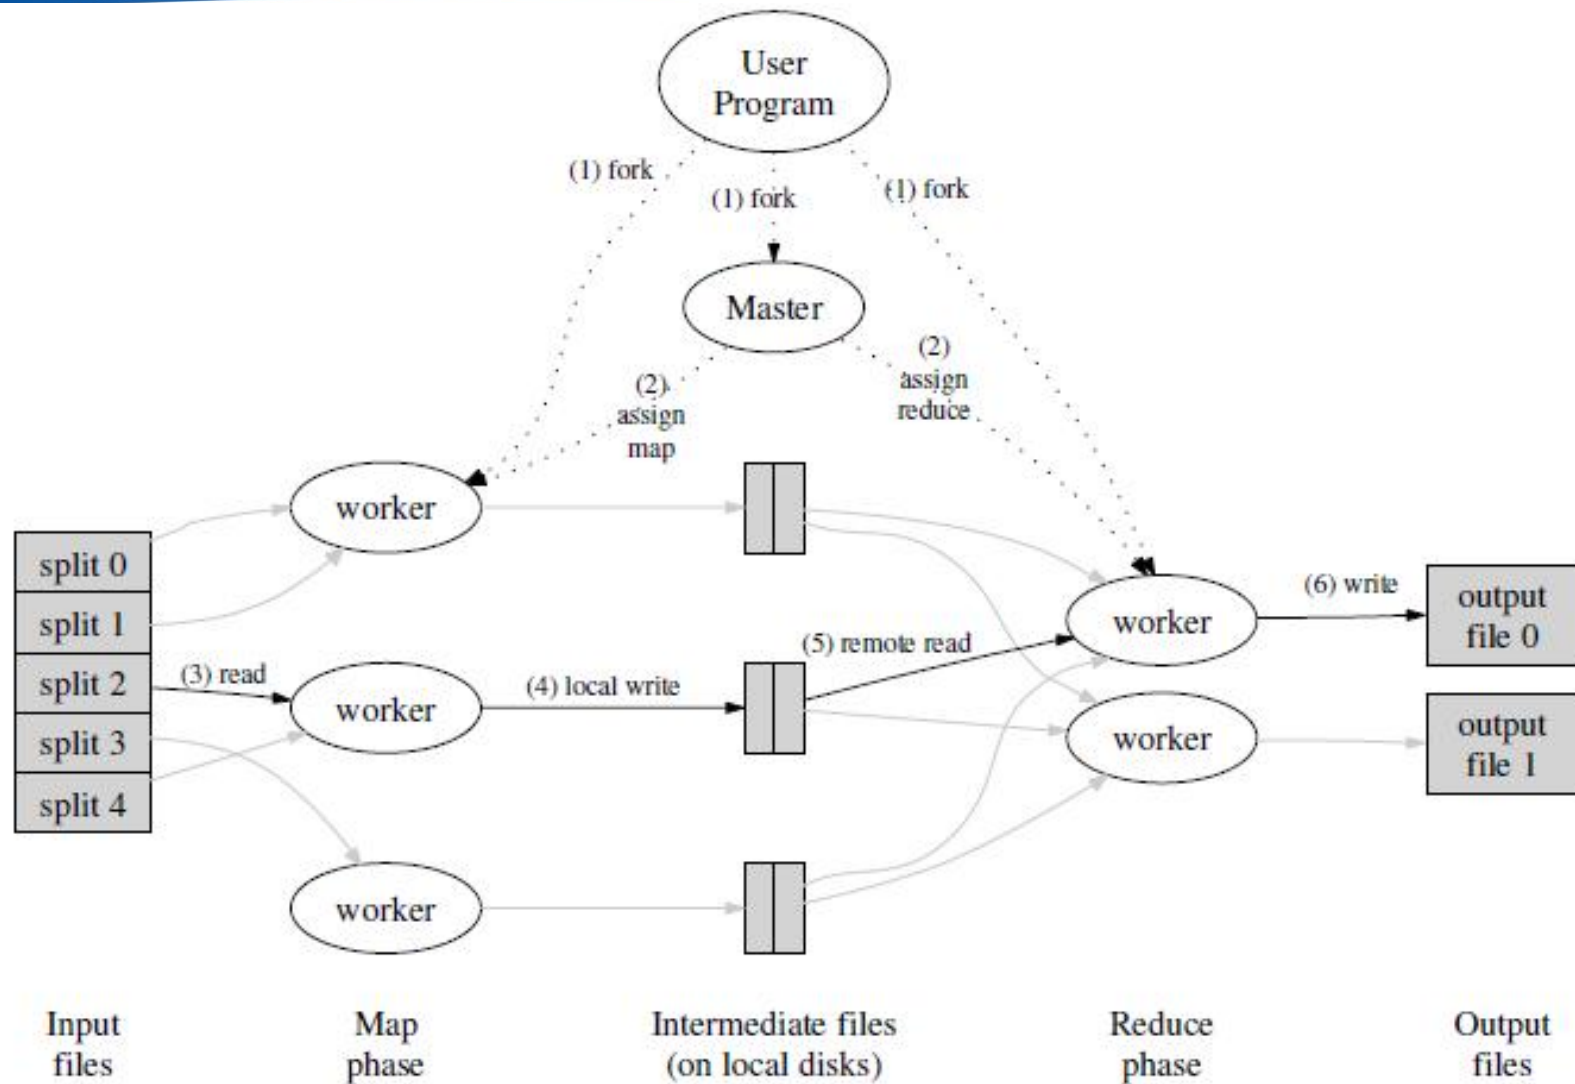 User
Program
(1) fork
(1) fork
(1) fork
Master
(2)
assign
map
(2)
assign
reduce
split 0
split 1
split 2
split 3
split 4
(3) read
worker
worker
worker
(4) local write
(5) remote read
worker
worker
(6) write
output
file 0
output
file 1
Input
files
Map
phase
Intermediate files
(on local disks)
Reduce
phase
Output
files